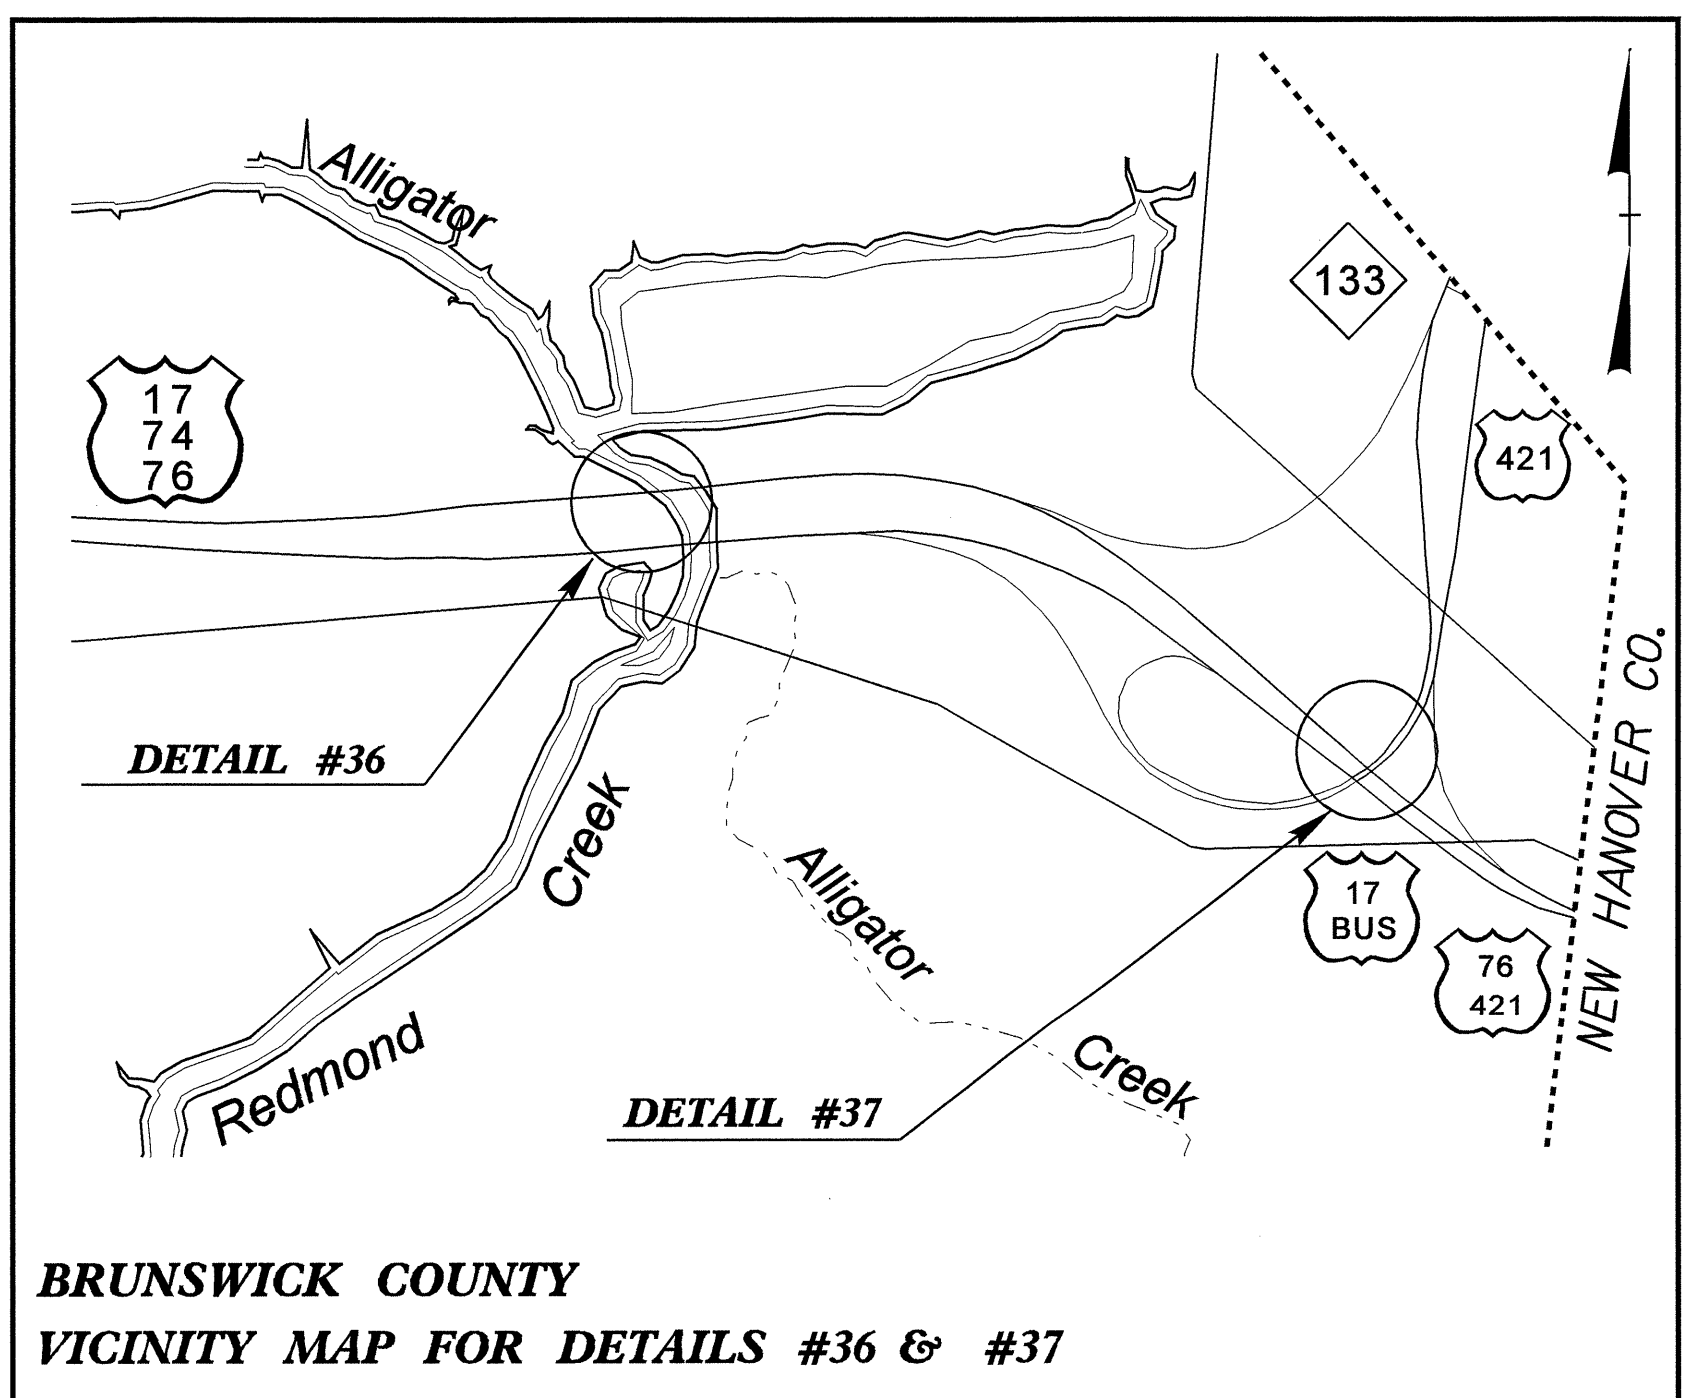 Alligator
133
17
74
76
421
NEW HANOVER CO.
DETAIL #36
Creek
Alligator
17
BUS
76
421
Redmond
Creek
DETAIL #37
BRUNSWICK COUNTY
VICINITY MAP FOR DETAILS #36 & #37